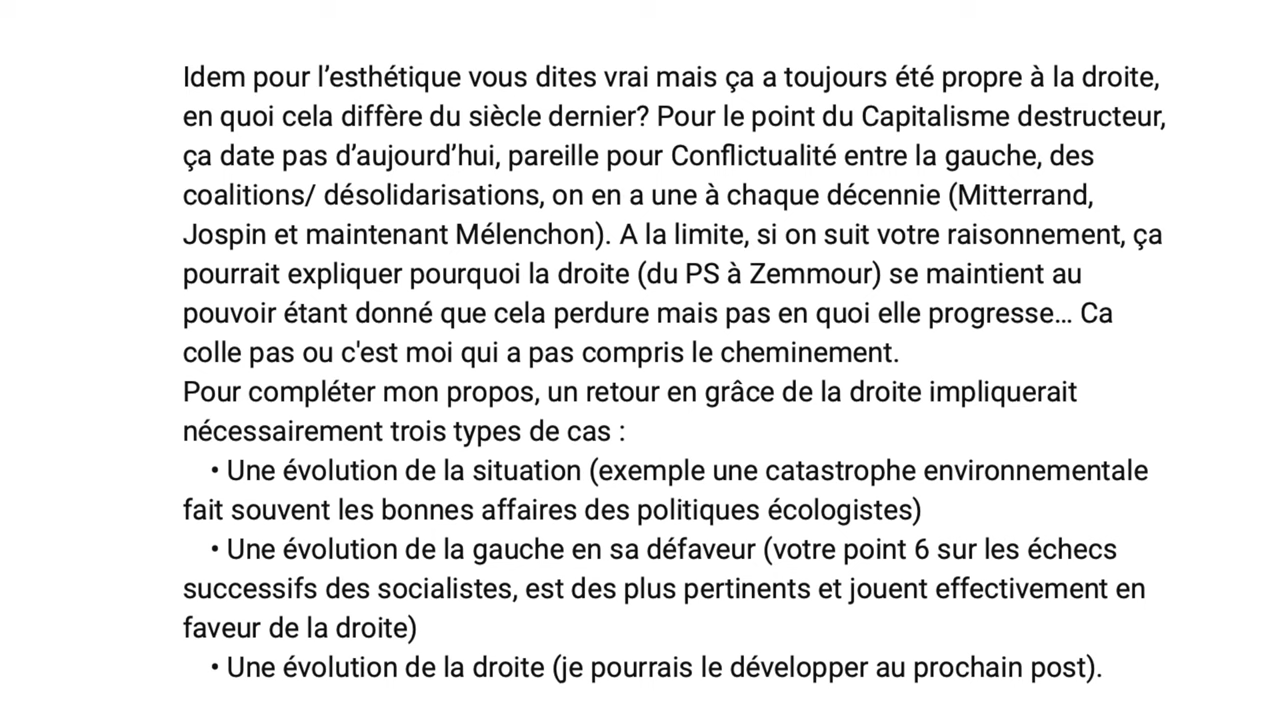 Idem pour l’esthétique vous dites vrai mais ça a toujours été propre à la droite,
en quoi cela diffère du siècle dernier? Pour le point du Capitalisme destructeur,
ça date pas d’aujourd’hui, pareille pour Conflictualité entre la gauche, des
coalitions/ désolidarisations, on en a une à chaque décennie (Mitterrand,
Jospin et maintenant Mélenchon). A la limite, si on suit votre raisonnement, ça
pourrait expliquer pourquoi la droite (du PS à Zemmour) se maintient au
pouvoir étant donné que cela perdure mais pas en quoi elle progresse… Ca
colle pas ou c'est moi qui a pas compris le cheminement.
Pour compléter mon propos, un retour en grâce de la droite impliquerait
nécessairement trois types de cas :
• Une évolution de la situation (exemple une catastrophe environnementale
fait souvent les bonnes affaires des politiques écologistes)
• Une évolution de la gauche en sa défaveur (votre point 6 sur les échecs
successifs des socialistes, est des plus pertinents et jouent effectivement en
faveur de la droite)
• Une évolution de la droite (je pourrais le développer au prochain post).